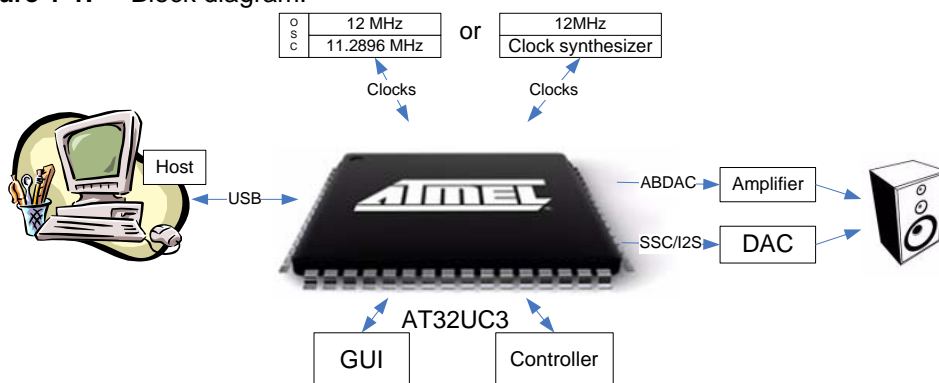 Block diagram.
O
S
C
12 MHz
11.2896 MHz
or
12MHz
Clock synthesizer
Clocks
Clocks
Host
USB
ATMEL
ABDAC
Amplifier
SSC/I2S
DAC
AT32UC3
GUI
Controller